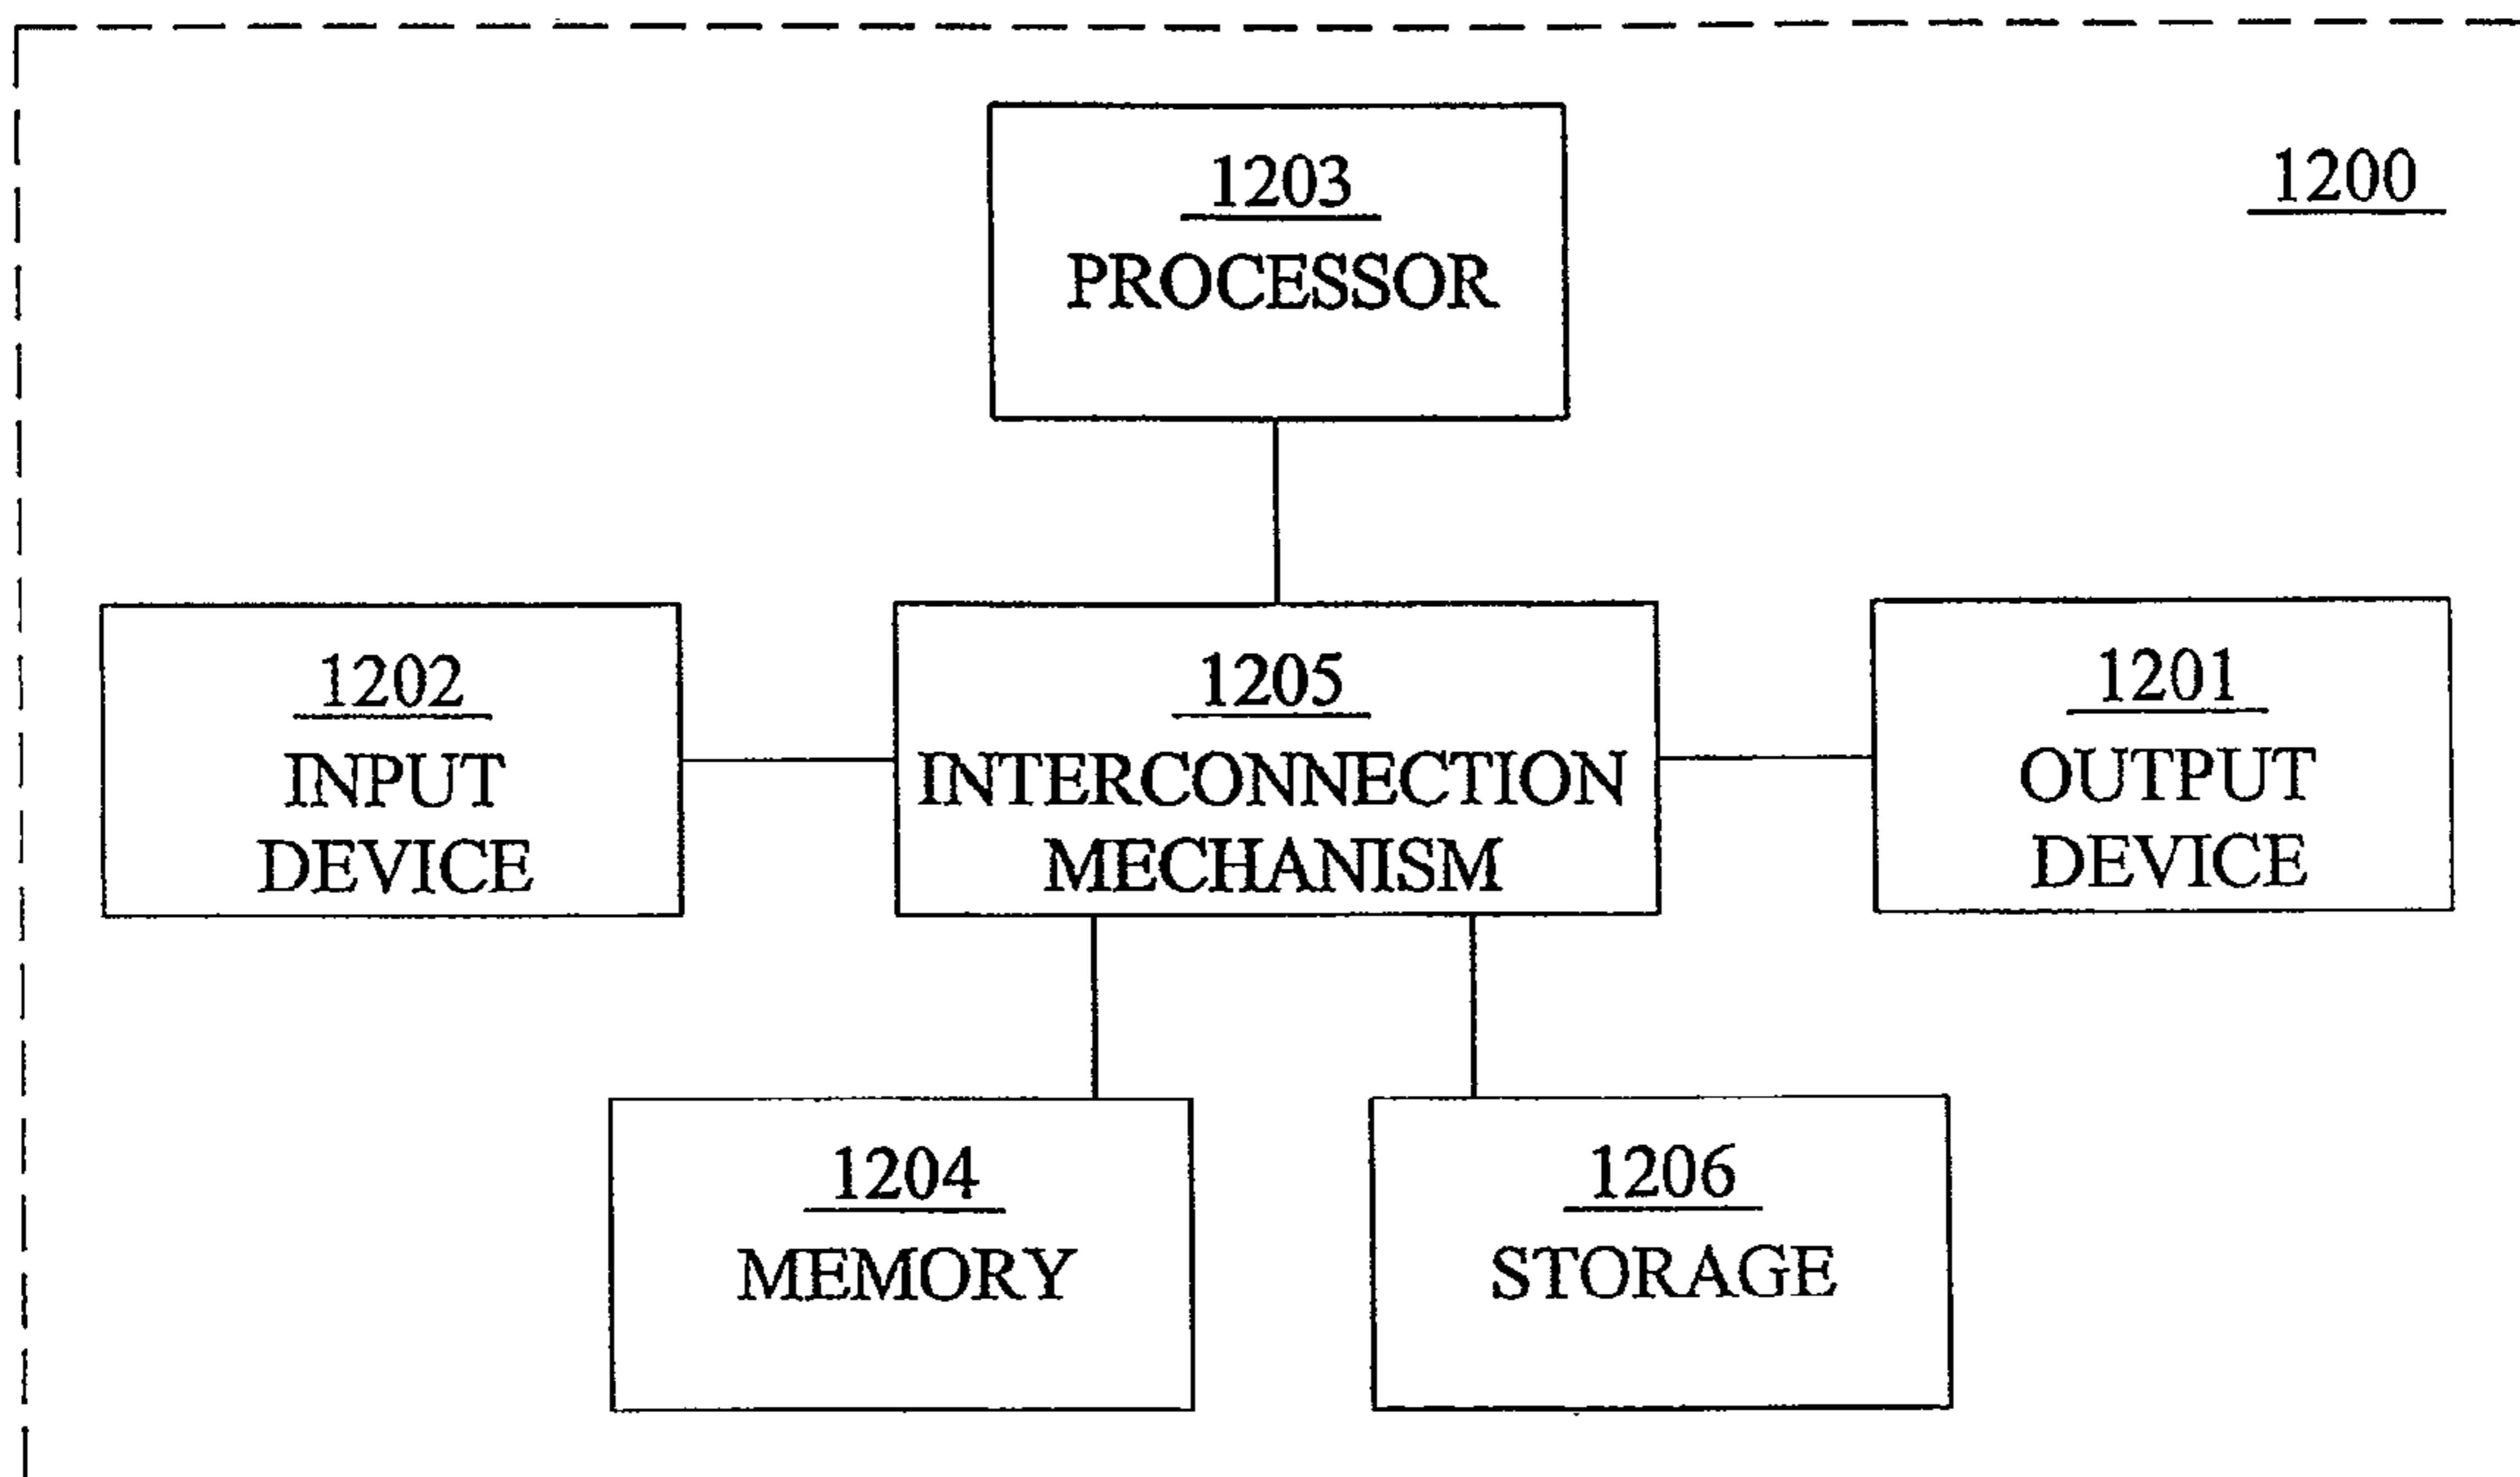 1203
PROCESSOR
1200
1202
INPUT
DEVICE
1205
INTERCONNECTION
MECHANISM
1201
OUTPUT
DEVICE
1204
MEMORY
1206
STORAGE